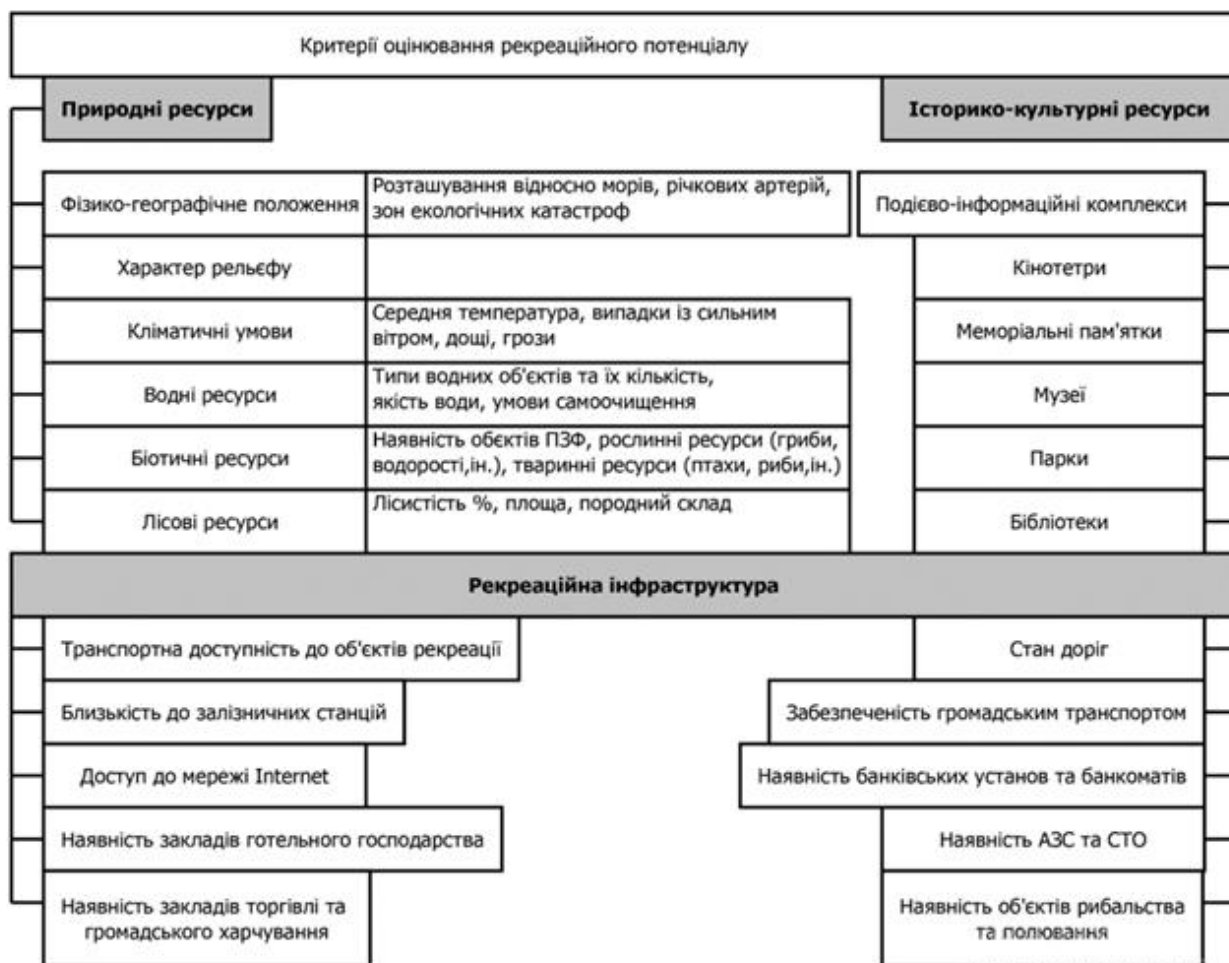 Критерії оцінювання рекреаційного потенціалу
Природні ресурси
Історико-культурні ресурси
Фізико-географічне положення
Розташування відносно морів, річкових артерій,
зон екологічних катастроф
Подієво-інформаційні комплекси
Характер рельєфу
Кінотетри
Кліматичні умови
Середня температура, випадки із сильним
вітром, дощі, грози
Меморіальні пам'ятки
Водні ресурси
Типи водних об'єктів та їх кількість,
якість води, умови самоочищення
Музеї
Біотичні ресурси
Наявність обєктів ПЗФ, рослинні ресурси (гриби,
водорості,ін.), тваринні ресурси (птахи, риби,ін.)
Парки
Лісові ресурси
Лісистість %, площа, породний склад
Бібліотеки
Рекреаційна інфраструктура
Транспортна доступність до об'єктів рекреації
Стан доріг
Близькість до залізничних станцій
Забезпеченість громадським транспортом
Доступ до мережі Internet
Наявність банківських установ та банкоматів
Наявність закладів готельного господарства
Наявність АЗС та СТО
Наявність закладів торгівлі та
громадського харчування
Наявність об'єктів рибальства
та полювання